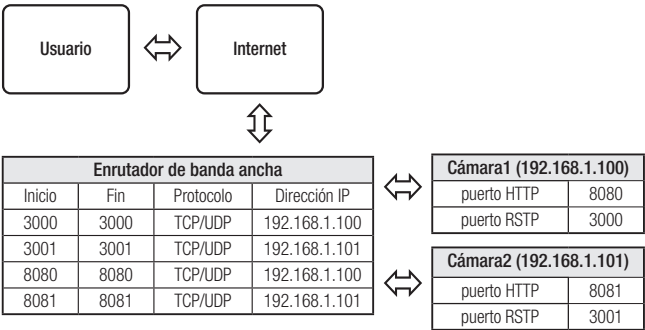 Usuario
Internet
Enrutador de banda ancha
Inicio Fin Protocolo Dirección IP
3000 3000 TCP/UDP 192.168.1.100
3001 3001 TCP/UDP 192.168.1.101
8080 8080 TCP/UDP 192.168.1.100
8081 8081 TCP/UDP 192.168.1.101
Cámara1 (192.168.1.100)
puerto HTTP 8080
puerto RSTP 3000
Cámara2 (192.168.1.101)
puerto HTTP 8081
puerto RSTP 3001